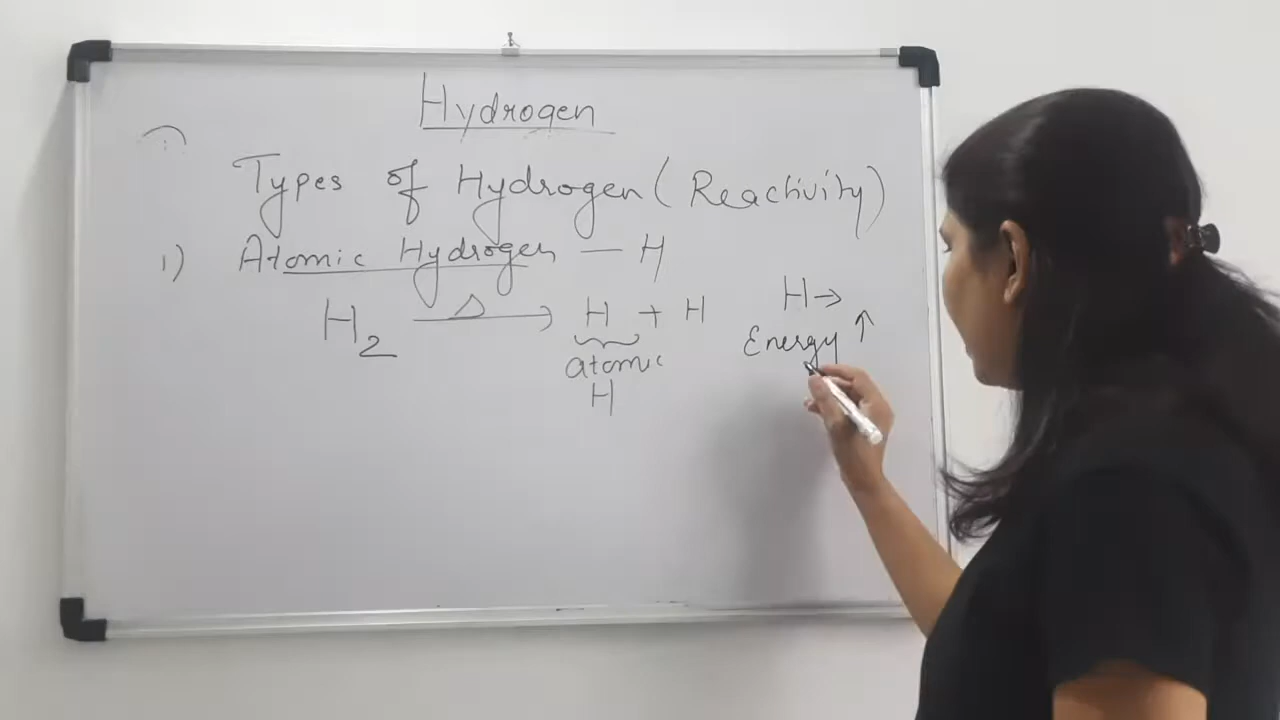 Hydrogen
Types of Hydrogen (Reactivity)
1) Atomic Hydrogen — H
H₂ —Δ→ H + H
atomic
H
H→
Energy ↑